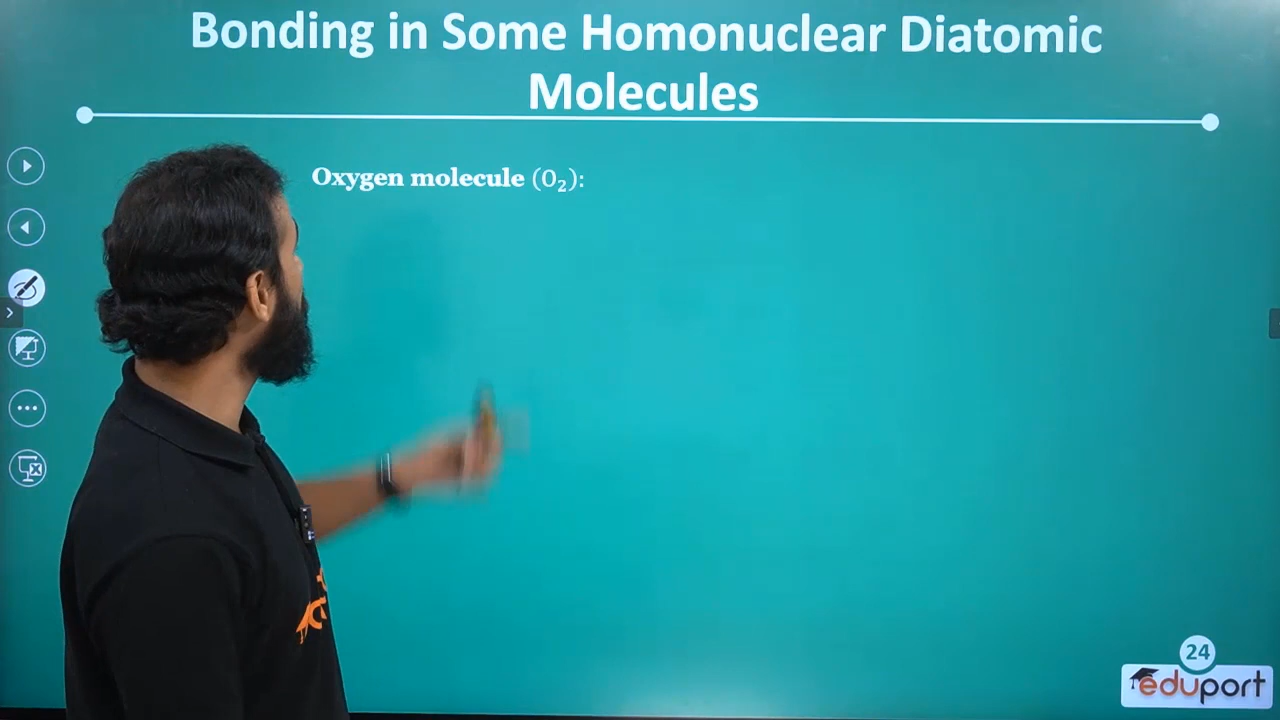 Bonding in Some Homonuclear Diatomic
Molecules
Oxygen molecule (O₂):
24
eduport